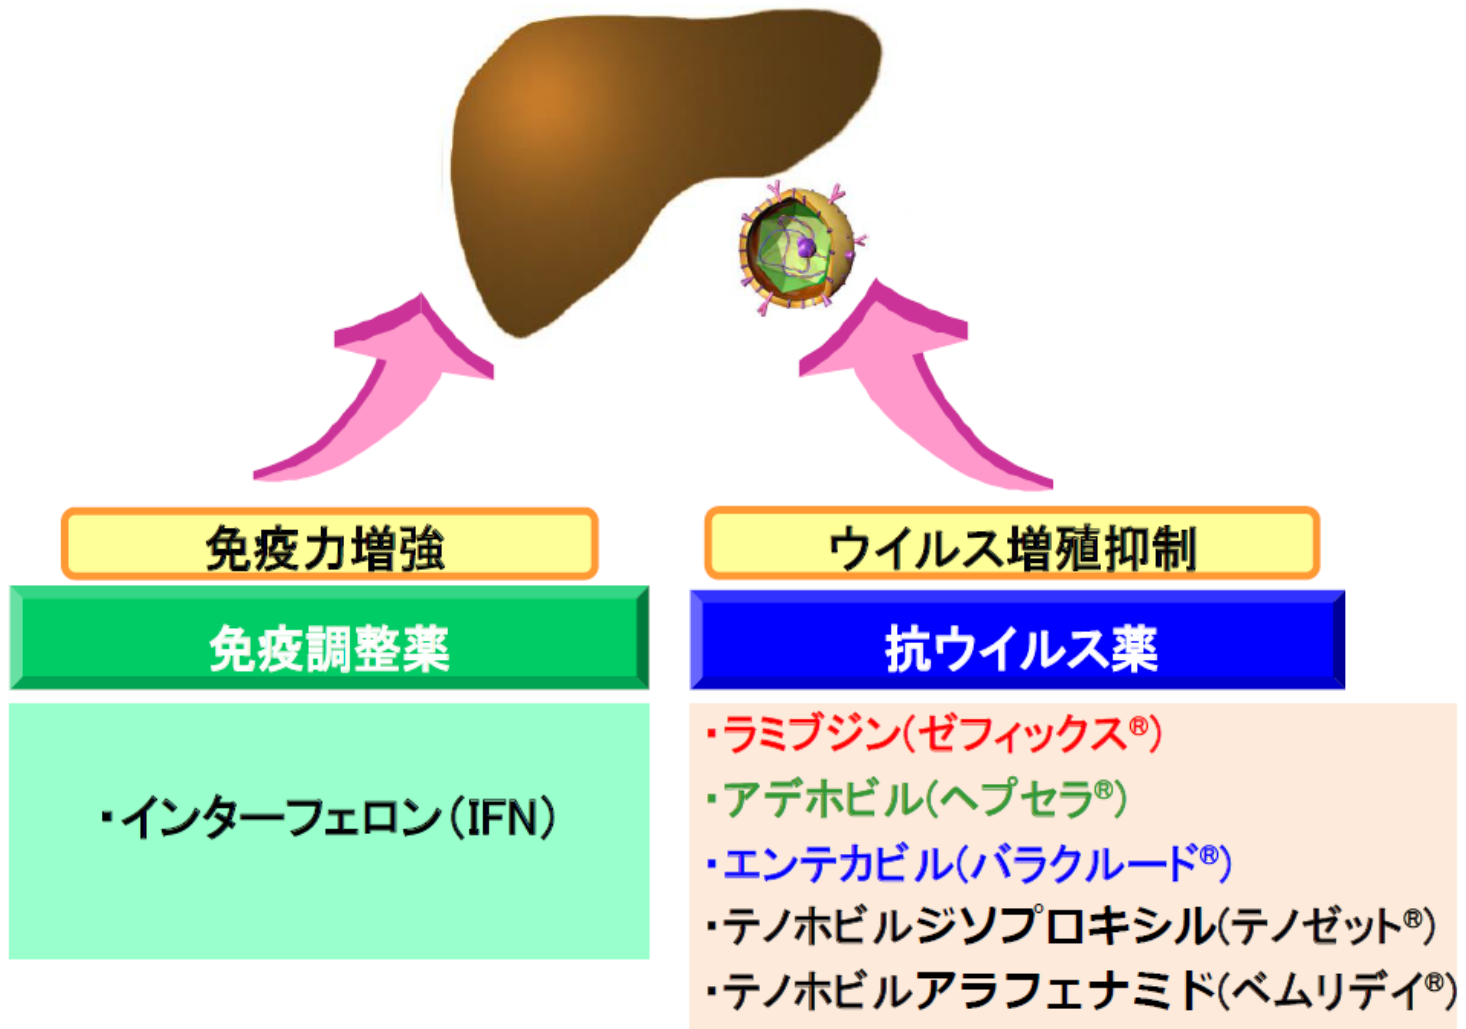 免疫力増強
免疫調整薬
・インターフェロン(IFN)
ウイルス増殖抑制
抗ウイルス薬
・ラミブジン(ゼフィックス®)
・アデホビル(ヘプセラ®)
・エンテカビル(バラクルード®)
・テノホビルジソプロキシル(テノゼット®)
・テノホビルアラフェナミド(ベムリデイ®)